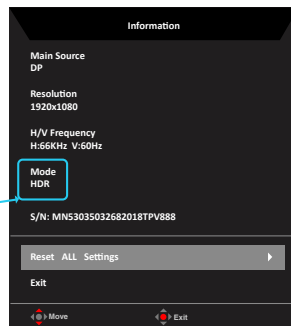 Information
Main Source
DP
Resolution
1920x1080
H/V Frequency
H:66KHz V:60Hz
Mode
HDR
S/N: MN53035032682018TPV888
Reset ALL Settings
Exit
Move Exit